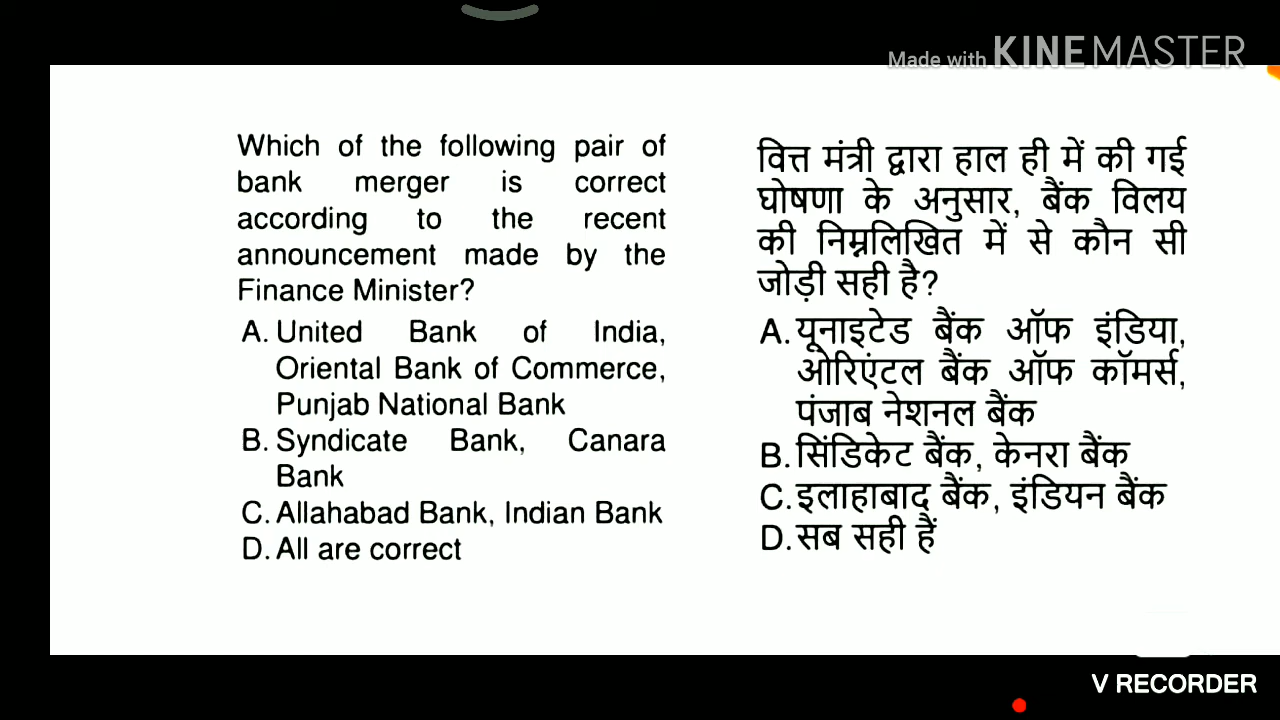 Made with KINEMASTER
Which of the following pair of
bank merger is correct
according to the recent
announcement made by the
Finance Minister?
A. United Bank of India,
Oriental Bank of Commerce,
Punjab National Bank
B. Syndicate Bank, Canara
Bank
C. Allahabad Bank, Indian Bank
D. All are correct
वित्त मंत्री द्वारा हाल ही में की गई
घोषणा के अनुसार, बैंक विलय
की निम्नलिखित में से कौन सी
जोड़ी सही है?
A. यूनाइटेड बैंक ऑफ इंडिया,
ओरिएंटल बैंक ऑफ कॉमर्स,
पंजाब नेशनल बैंक
B. सिंडिकेट बैंक, केनरा बैंक
C. इलाहाबाद बैंक, इंडियन बैंक
D. सब सही हैं
V RECORDER